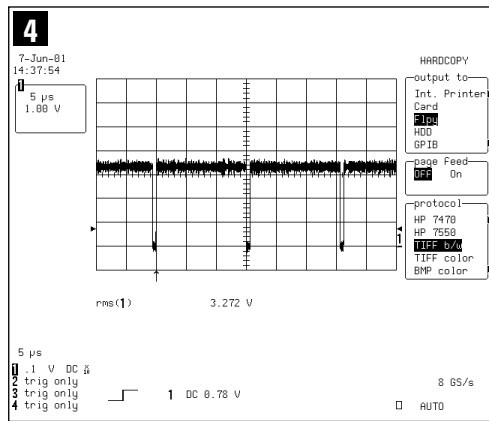 4
7-Jun-01
14:37:54
1
5 µs
1.00 V
HARDCOPY
output to
Int. Printer
Card
Flpy
HDD
GPIB
page feed
OFF On
protocol
HP 7470
HP 7550
TIFF b/w
TIFF color
BMP color
1
rms(1) 3.272 V
5 µs
1 .1 V DC
2 trig only
3 trig only
4 trig only
1 DC 0.78 V
8 GS/s
AUTO